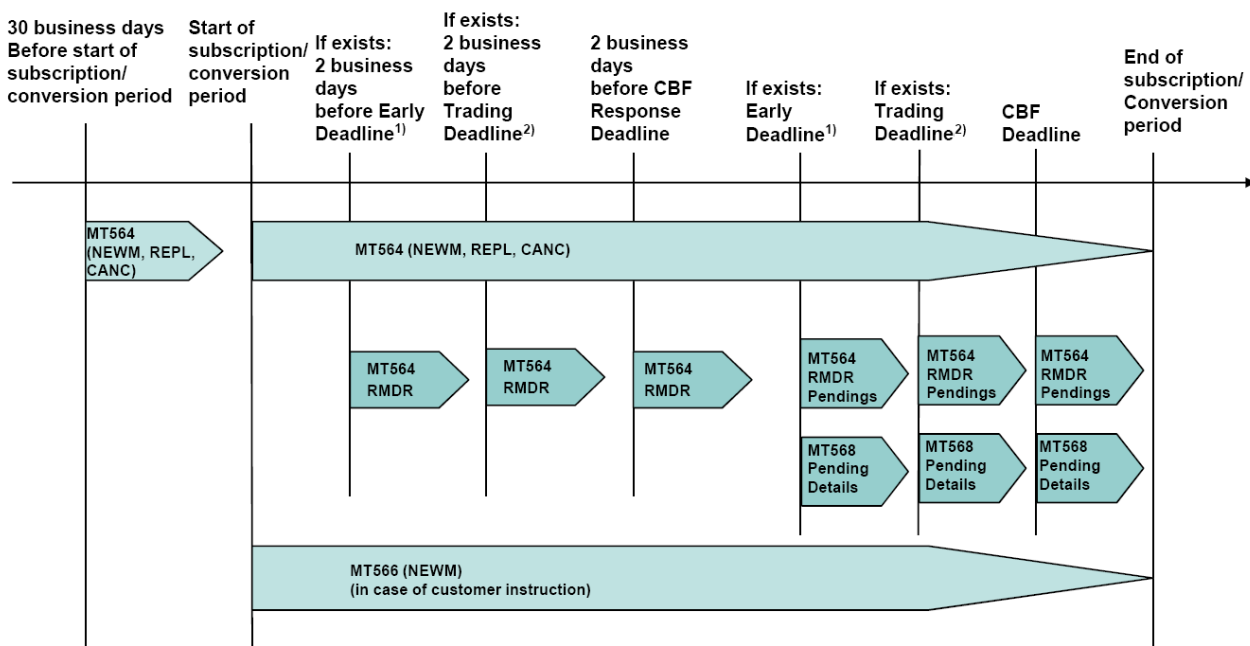 30 business days
Before start of
subscription/
conversion period
Start of
subscription/
conversion
period
If exists:
2 business
days
before Early
Deadline1)
If exists:
2 business
days
before
Trading
Deadline2)
2 business
days
before CBF
Response
Deadline
If exists:
Early
Deadline1)
If exists:
Trading
Deadline2)
CBF
Deadline
End of
subscription/
Conversion
period
MT564
(NEWM, REPL,
CANC)
MT564 (NEWM, REPL, CANC)
MT564
RMDR
MT564
RMDR
MT564
RMDR
MT564
RMDR
Pendings
MT564
RMDR
Pendings
MT564
RMDR
Pendings
MT568
Pending
Details
MT568
Pending
Details
MT568
Pending
Details
MT566 (NEWM)
(in case of customer instruction)